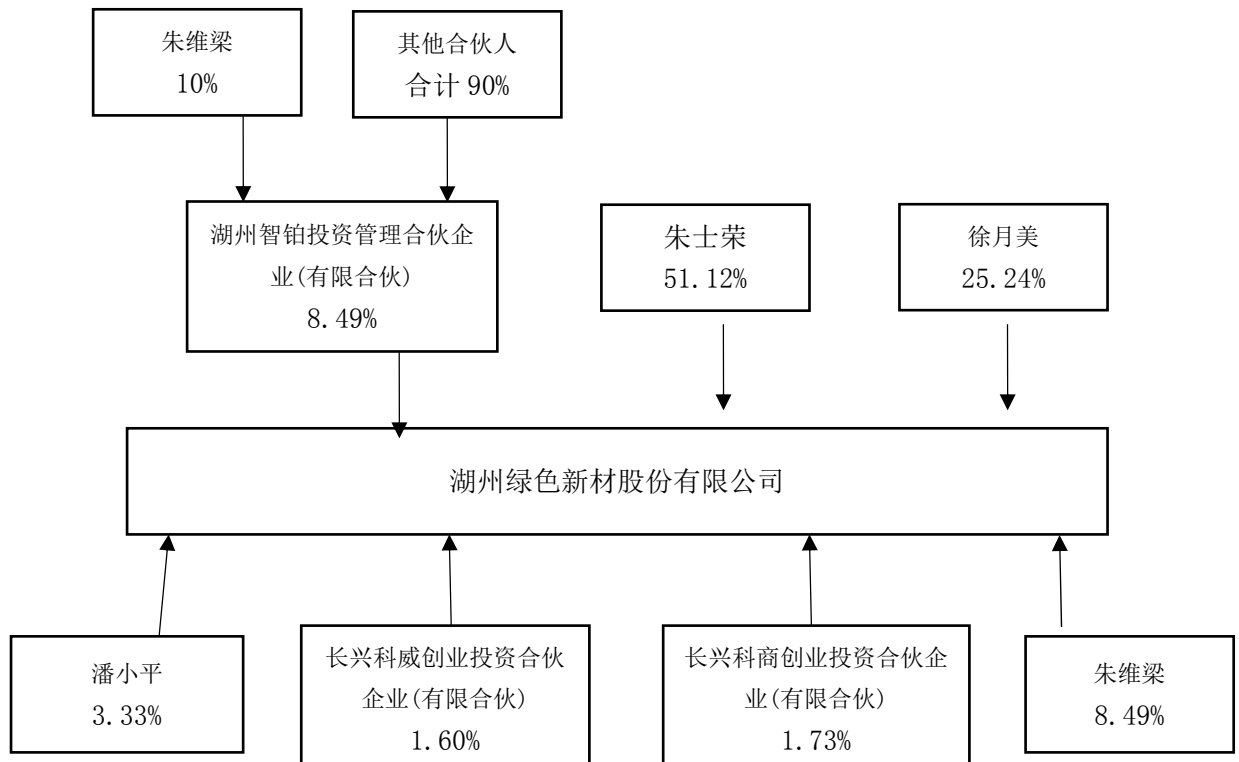 朱维梁
10%
其他合伙人
合计 90%
湖州智铂投资管理合伙企
业(有限合伙)
8.49%
朱士荣
51.12%
徐月美
25.24%
湖州绿色新材股份有限公司
潘小平
3.33%
长兴科威创业投资合伙
企业(有限合伙)
1.60%
长兴科商创业投资合伙企
业(有限合伙)
1.73%
朱维梁
8.49%